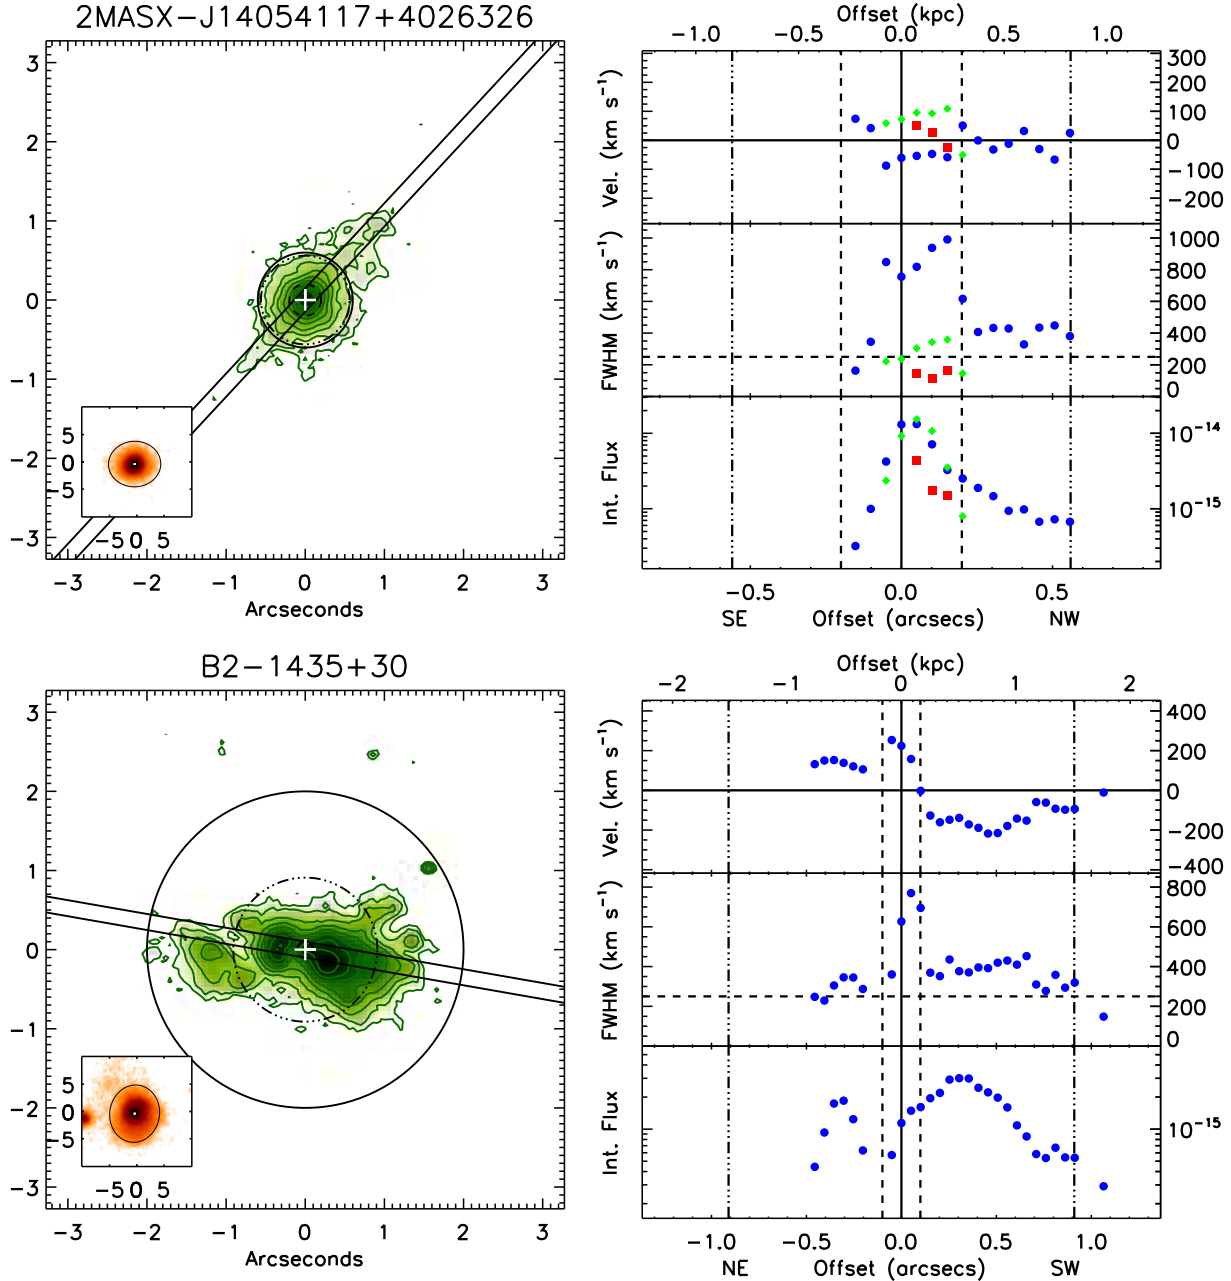 2MASX-J14054117+4026326
3
2
1
0
-1
-2
-3
5
0
-5
-5 0 5
-3 -2 -1 0 1 2 3
Arcseconds
Offset (kpc)
-1.0 -0.5 0.0 0.5 1.0
Vel. (km s⁻¹)
300
200
100
0
-100
-200
FWHM (km s⁻¹)
1000
800
600
400
200
0
Int. Flux
10⁻¹⁴
10⁻¹⁵
-0.5 0.0 0.5
SE Offset (arcsecs) NW
B2-1435+30
3
2
1
0
-1
-2
-3
5
0
-5
-5 0 5
-3 -2 -1 0 1 2 3
Arcseconds
Offset (kpc)
-2 -1 0 1 2
Vel. (km s⁻¹)
400
200
0
-200
-400
FWHM (km s⁻¹)
800
600
400
200
0
Int. Flux
10⁻¹⁵
-1.0 -0.5 0.0 0.5 1.0
NE Offset (arcsecs) SW